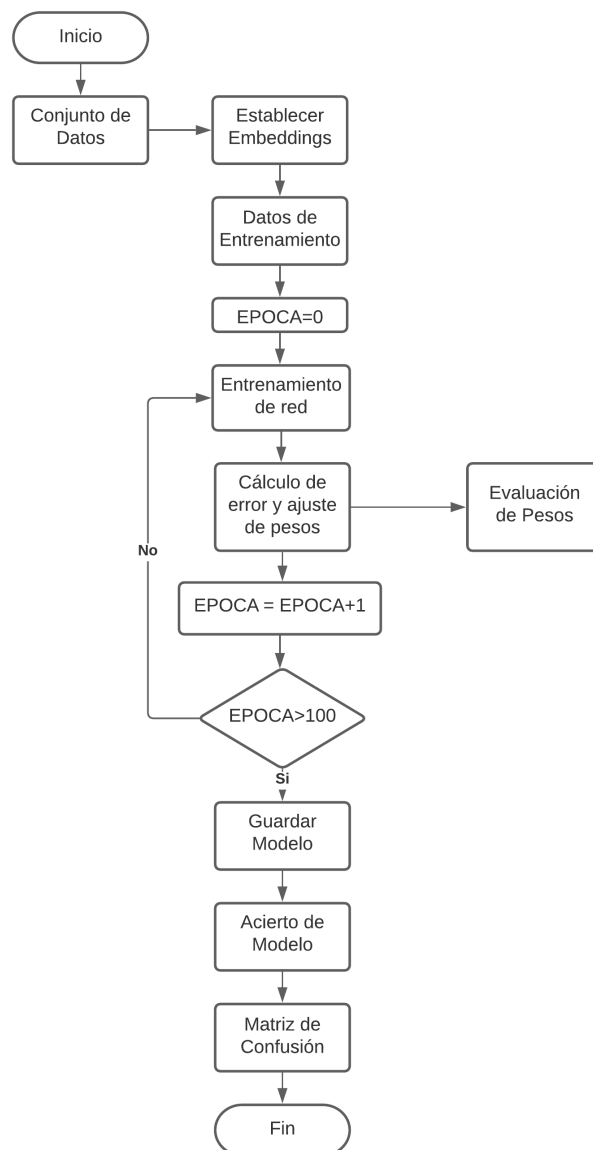 Inicio
Conjunto de
Datos
Establecer
Embeddings
Datos de
Entrenamiento
EPOCA=0
Entrenamiento
de red
Cálculo de
error y ajuste
de pesos
Evaluación
de Pesos
No
EPOCA = EPOCA+1
EPOCA>100
Si
Guardar
Modelo
Acierto de
Modelo
Matriz de
Confusión
Fin